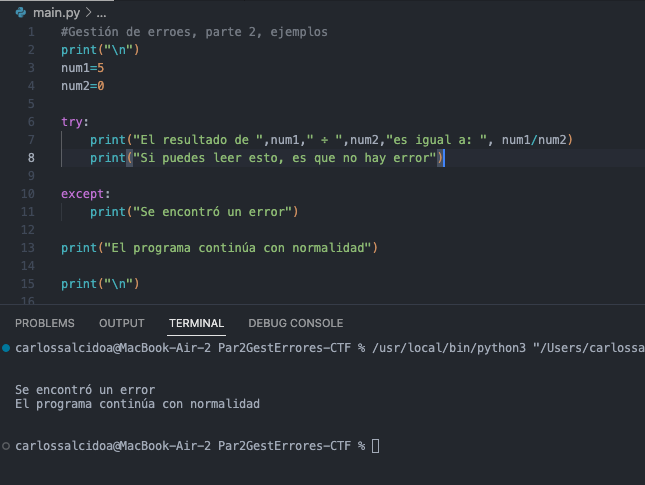 main.py > ...
1 #Gestión de erroes, parte 2, ejemplos
2 print("\n")
3 num1=5
4 num2=0
5
6 try:
7 print("El resultado de ",num1," ÷ ",num2,"es igual a: ", num1/num2)
8 print("Si puedes leer esto, es que no hay error")
9
10 except:
11 print("Se encontró un error")
12
13 print("El programa continúa con normalidad")
14
15 print("\n")
16
PROBLEMS OUTPUT TERMINAL DEBUG CONSOLE
carlossalcidoa@MacBook-Air-2 Par2GestErrores-CTF % /usr/local/bin/python3 "/Users/carlossa
Se encontró un error
El programa continúa con normalidad
carlossalcidoa@MacBook-Air-2 Par2GestErrores-CTF %